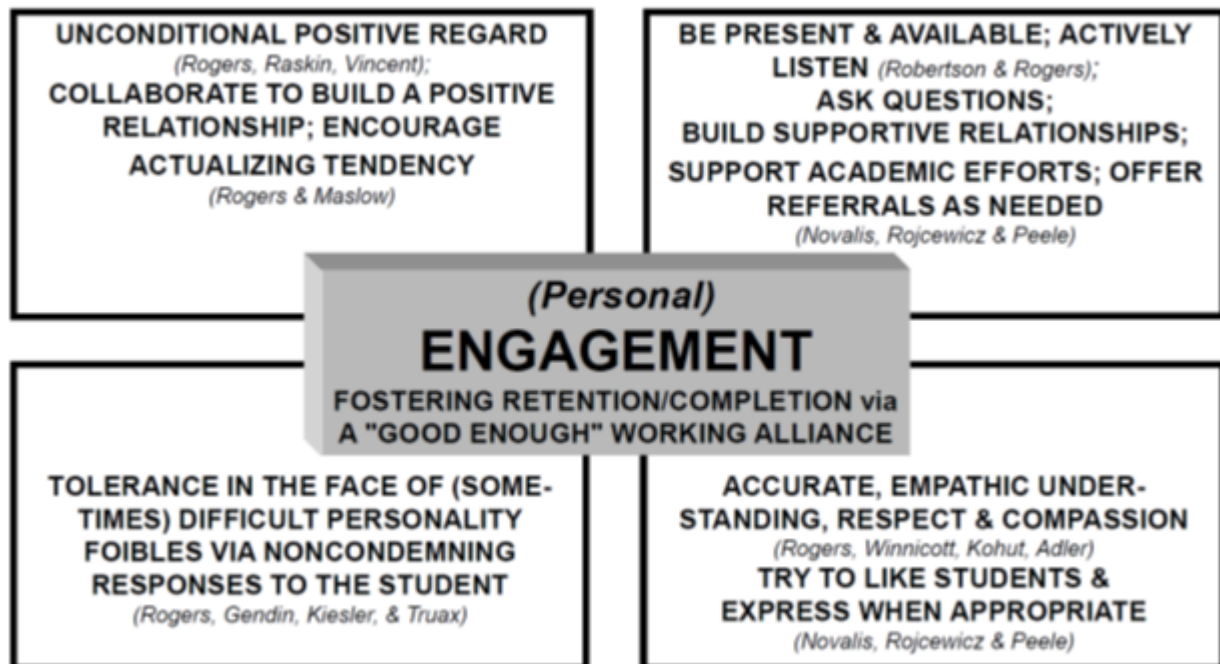 UNCONDITIONAL POSITIVE REGARD
(Rogers, Raskin, Vincent);
COLLABORATE TO BUILD A POSITIVE
RELATIONSHIP; ENCOURAGE
ACTUALIZING TENDENCY
(Rogers & Maslow)
BE PRESENT & AVAILABLE; ACTIVELY
LISTEN (Robertson & Rogers);
ASK QUESTIONS;
BUILD SUPPORTIVE RELATIONSHIPS;
SUPPORT ACADEMIC EFFORTS; OFFER
REFERRALS AS NEEDED
(Novalis, Rojcewicz & Peele)
(Personal)
ENGAGEMENT
FOSTERING RETENTION/COMPLETION via
A "GOOD ENOUGH" WORKING ALLIANCE
TOLERANCE IN THE FACE OF (SOME-
TIMES) DIFFICULT PERSONALITY
FOIBLES VIA NONCONDEMNING
RESPONSES TO THE STUDENT
(Rogers, Gendin, Kiesler, & Truax)
ACCURATE, EMPATHIC UNDER-
STANDING, RESPECT & COMPASSION
(Rogers, Winnicott, Kohut, Adler)
TRY TO LIKE STUDENTS &
EXPRESS WHEN APPROPRIATE
(Novalis, Rojcewicz & Peele)